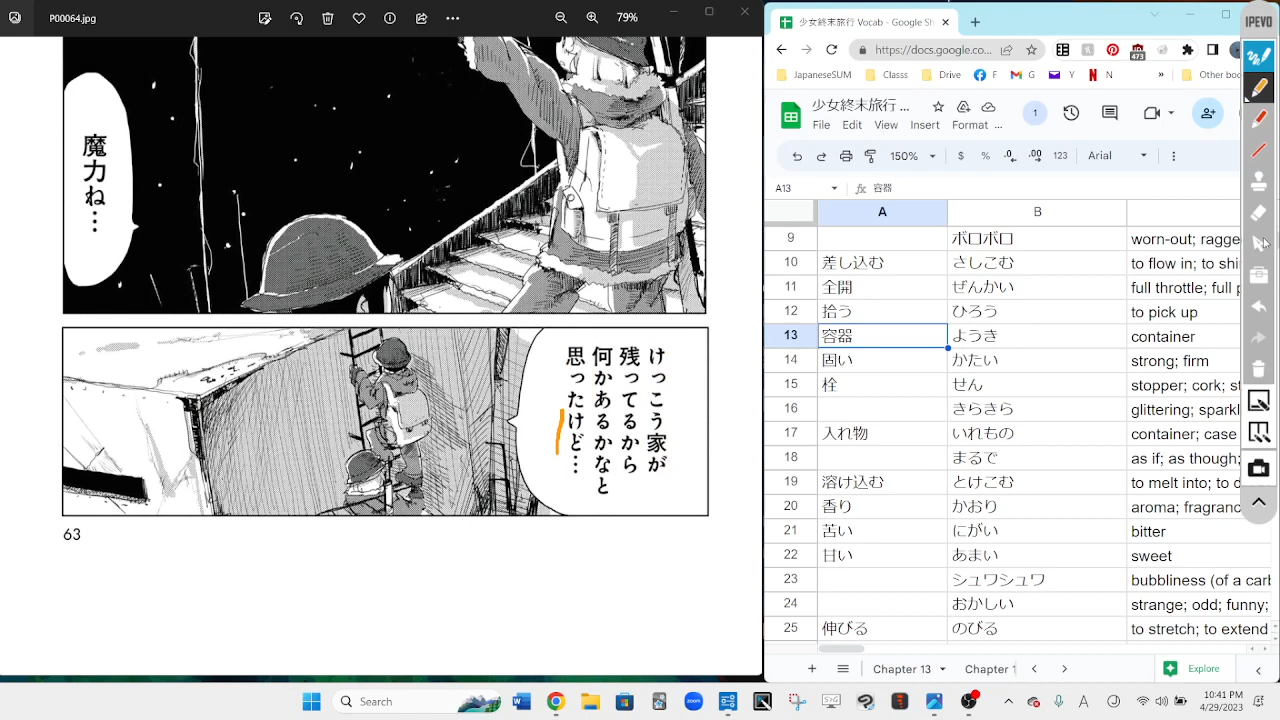 P00064.jpg
79%
魔力ね…
けっこう家が
残ってるから
何かあるかなと
思ったけど…
63
少女終末旅行 Vocab - Google Sh
https://docs.google.co...
473
JapaneseSUM
Classs
Drive
F
G
Y
N
»
Other boo
少女終末旅行 ...
File Edit View Insert Format ...
1
150%
$ % .0 .00 123
Arial
A13
fx 容器
A B
9 ボロボロ worn-out; ragge
10 差し込む さしこむ to flow in; to shi
11 全開 ぜんかい full throttle; full p
12 拾う ひろう to pick up
13 容器 ようき container
14 固い かたい strong; firm
15 栓 せん stopper; cork; st
16 きらきら glittering; spark
17 入れ物 いれもの container; case
18 まるで as if; as though;
19 溶け込む とけこむ to melt into; to d
20 香り かおり aroma; fragranc
21 苦い にがい bitter
22 甘い あまい sweet
23 シュワシュワ bubbliness (of a carb
24 おかしい strange; odd; funny;
25 伸びる のびる to stretch; to extend
Chapter 13
Chapter 1
Explore
IPEVO
Search
zoom
A
10:41 PM
4/23/2023